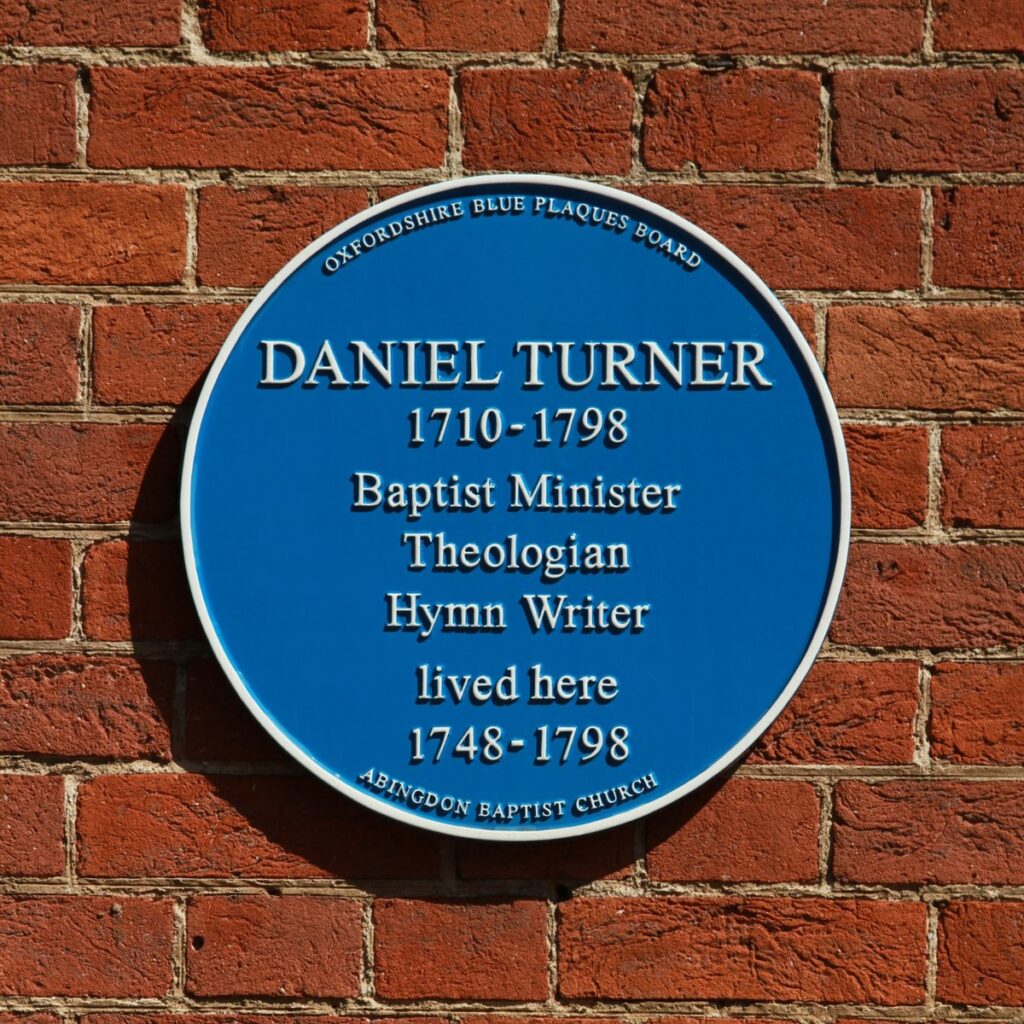 OXFORDSHIRE BLUE PLAQUES BOARD
DANIEL TURNER
1710-1798
Baptist Minister
Theologian
Hymn Writer
lived here
1748-1798
ABINGDON BAPTIST CHURCH